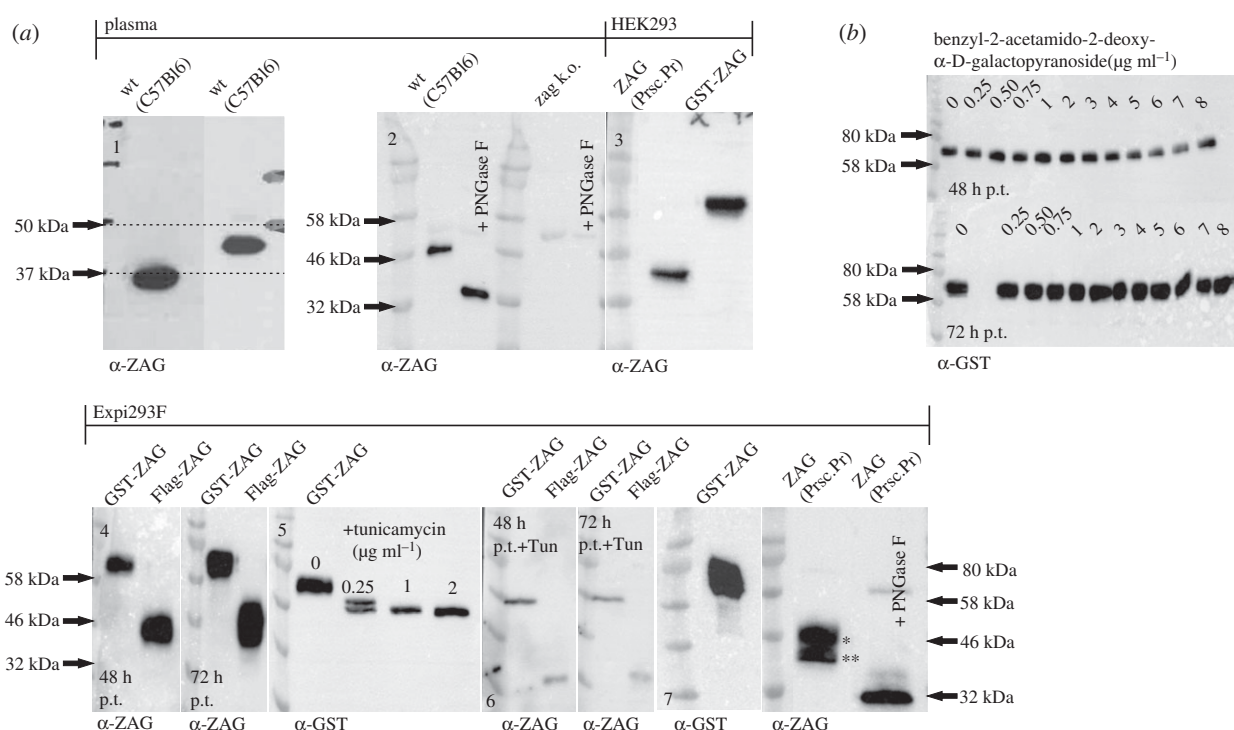 (a)
plasma
HEK293
wt
(C57Bl6)
wt
(C57Bl6)
wt
(C57Bl6)
zag k.o.
ZAG
(Prsc.Pr)
GST-ZAG
1
50 kDa
37 kDa
α-ZAG
2
+ PNGase F
+ PNGase F
58 kDa
46 kDa
32 kDa
α-ZAG
3
α-ZAG
(b)
benzyl-2-acetamido-2-deoxy-
α-D-galactopyranoside(µg ml⁻¹)
0 0.25 0.50 0.75 1 2 3 4 5 6 7 8
80 kDa
58 kDa
48 h p.t.
0 0.25 0.50 0.75 1 2 3 4 5 6 7 8
80 kDa
58 kDa
72 h p.t.
α-GST
Expi293F
GST-ZAG
Flag-ZAG
GST-ZAG
Flag-ZAG
GST-ZAG
GST-ZAG
Flag-ZAG
GST-ZAG
Flag-ZAG
GST-ZAG
ZAG
(Prsc.Pr)
ZAG
(Prsc.Pr)
4
58 kDa
46 kDa
32 kDa
48 h
p.t.
α-ZAG
72 h
p.t.
5
+tunicamycin
(µg ml⁻¹)
0 0.25 1 2
α-GST
48 h
p.t.+Tun
6
α-ZAG
72 h
p.t.+Tun
α-ZAG
7
α-GST
*
**
+ PNGase F
α-ZAG
80 kDa
58 kDa
46 kDa
32 kDa